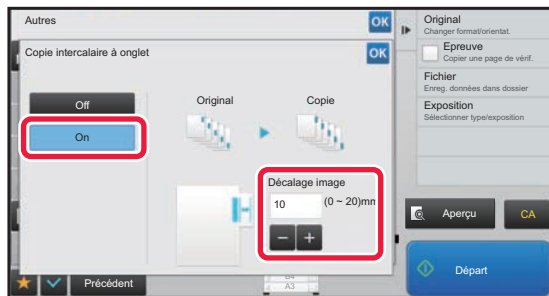 Autres
OK
Copie intercalaire à onglet
OK
Off
On
Original
Copie
Décalage image
10
(0 ~ 20)mm
Précédent
A3
Original
Changer format/orientat.
Epreuve
Copier une page de vérif.
Fichier
Enreg. données dans dossier
Exposition
Sélectionner type/exposition
Aperçu
CA
Départ